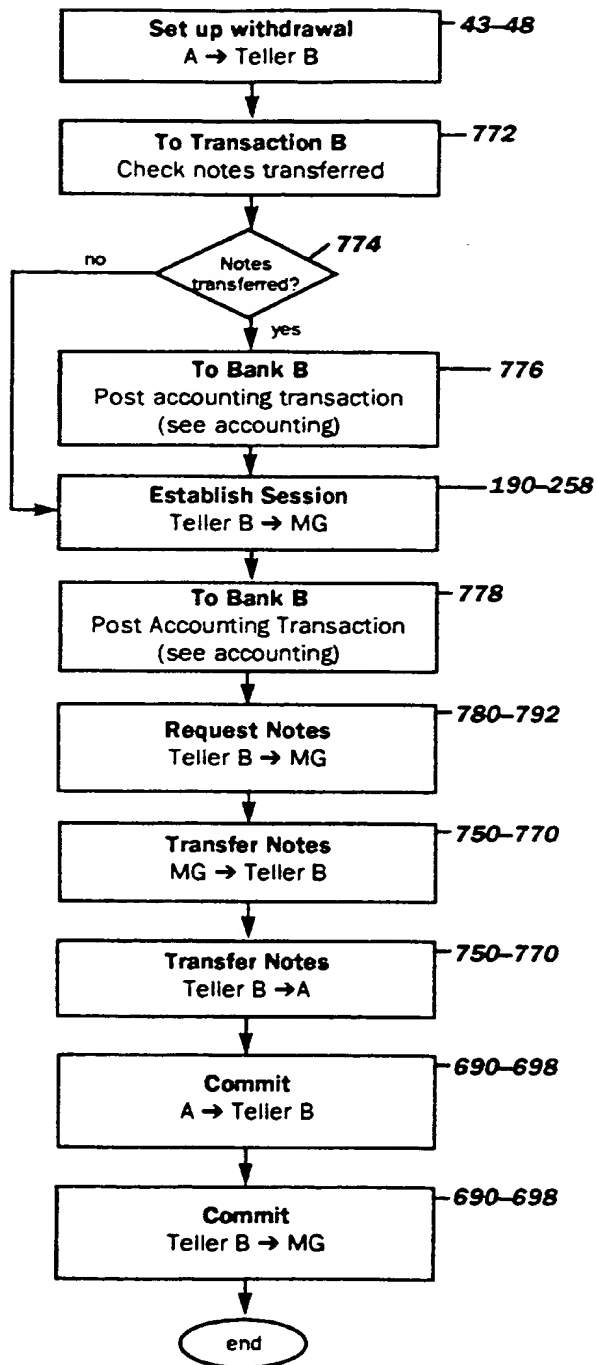 Set up withdrawal
A → Teller B
43–48
To Transaction B
Check notes transferred
772
Notes
transferred?
774
no
yes
To Bank B
Post accounting transaction
(see accounting)
776
Establish Session
Teller B → MG
190–258
To Bank B
Post Accounting Transaction
(see accounting)
778
Request Notes
Teller B → MG
780–792
Transfer Notes
MG → Teller B
750–770
Transfer Notes
Teller B →A
750–770
Commit
A → Teller B
690–698
Commit
Teller B → MG
690–698
end